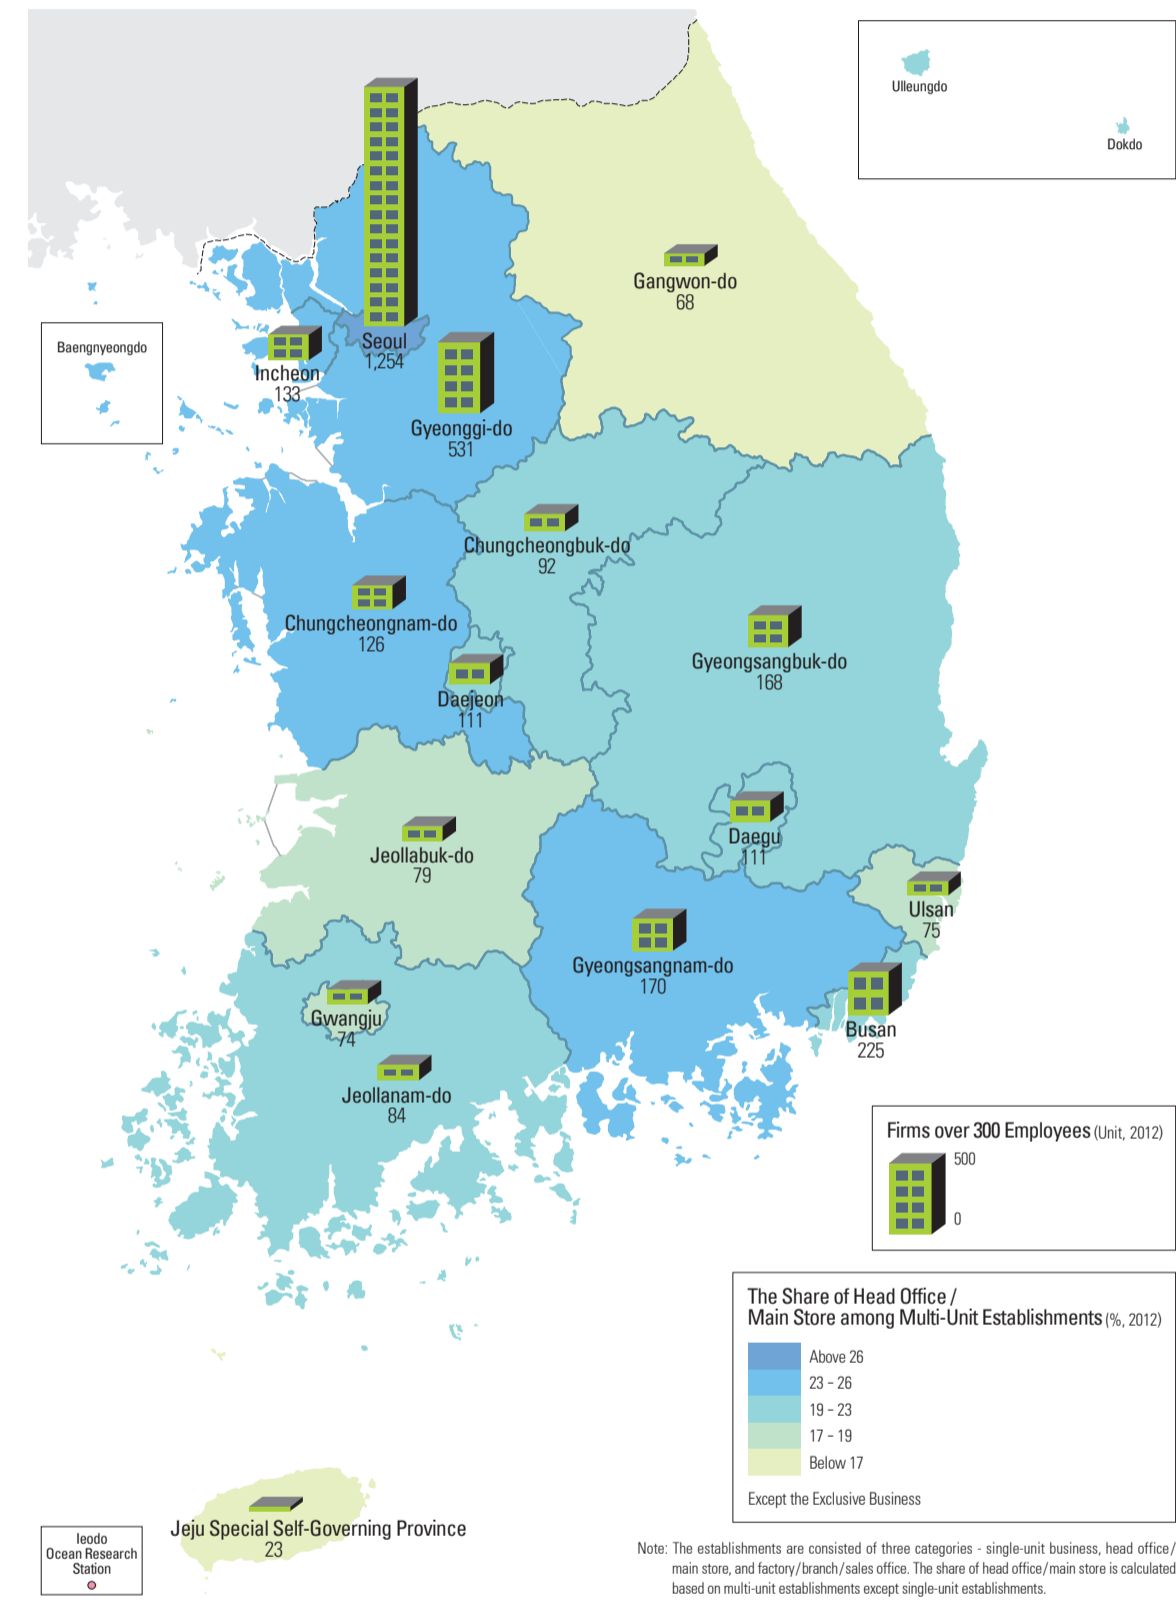 Ulleungdo
Dokdo
Gangwon-do
68
Baengnyeongdo
Seoul
1,254
Incheon
133
Gyeonggi-do
531
Chungcheongbuk-do
92
Chungcheongnam-do
126
Gyeongsangbuk-do
168
Daejeon
111
Daegu
111
Jeollabuk-do
79
Ulsan
75
Gyeongsangnam-do
170
Gwangju
74
Busan
225
Jeollanam-do
84
Firms over 300 Employees (Unit, 2012)
500
0
The Share of Head Office /
Main Store among Multi-Unit Establishments (%, 2012)
Above 26
23 – 26
19 – 23
17 – 19
Below 17
Except the Exclusive Business
Jeju Special Self-Governing Province
23
Ieodo
Ocean Research
Station
Note: The establishments are consisted of three categories - single-unit business, head office/
main store, and factory/branch/sales office. The share of head office/main store is calculated
based on multi-unit establishments except single-unit establishments.